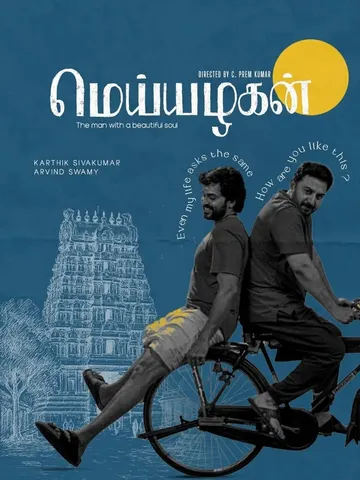 DIRECTED BY C. PREM KUMAR
மெய்யழகன்
The man with a beautiful soul
KARTHIK SIVAKUMAR
ARVIND SWAMY
Even my life asks the same
How are you like this ?